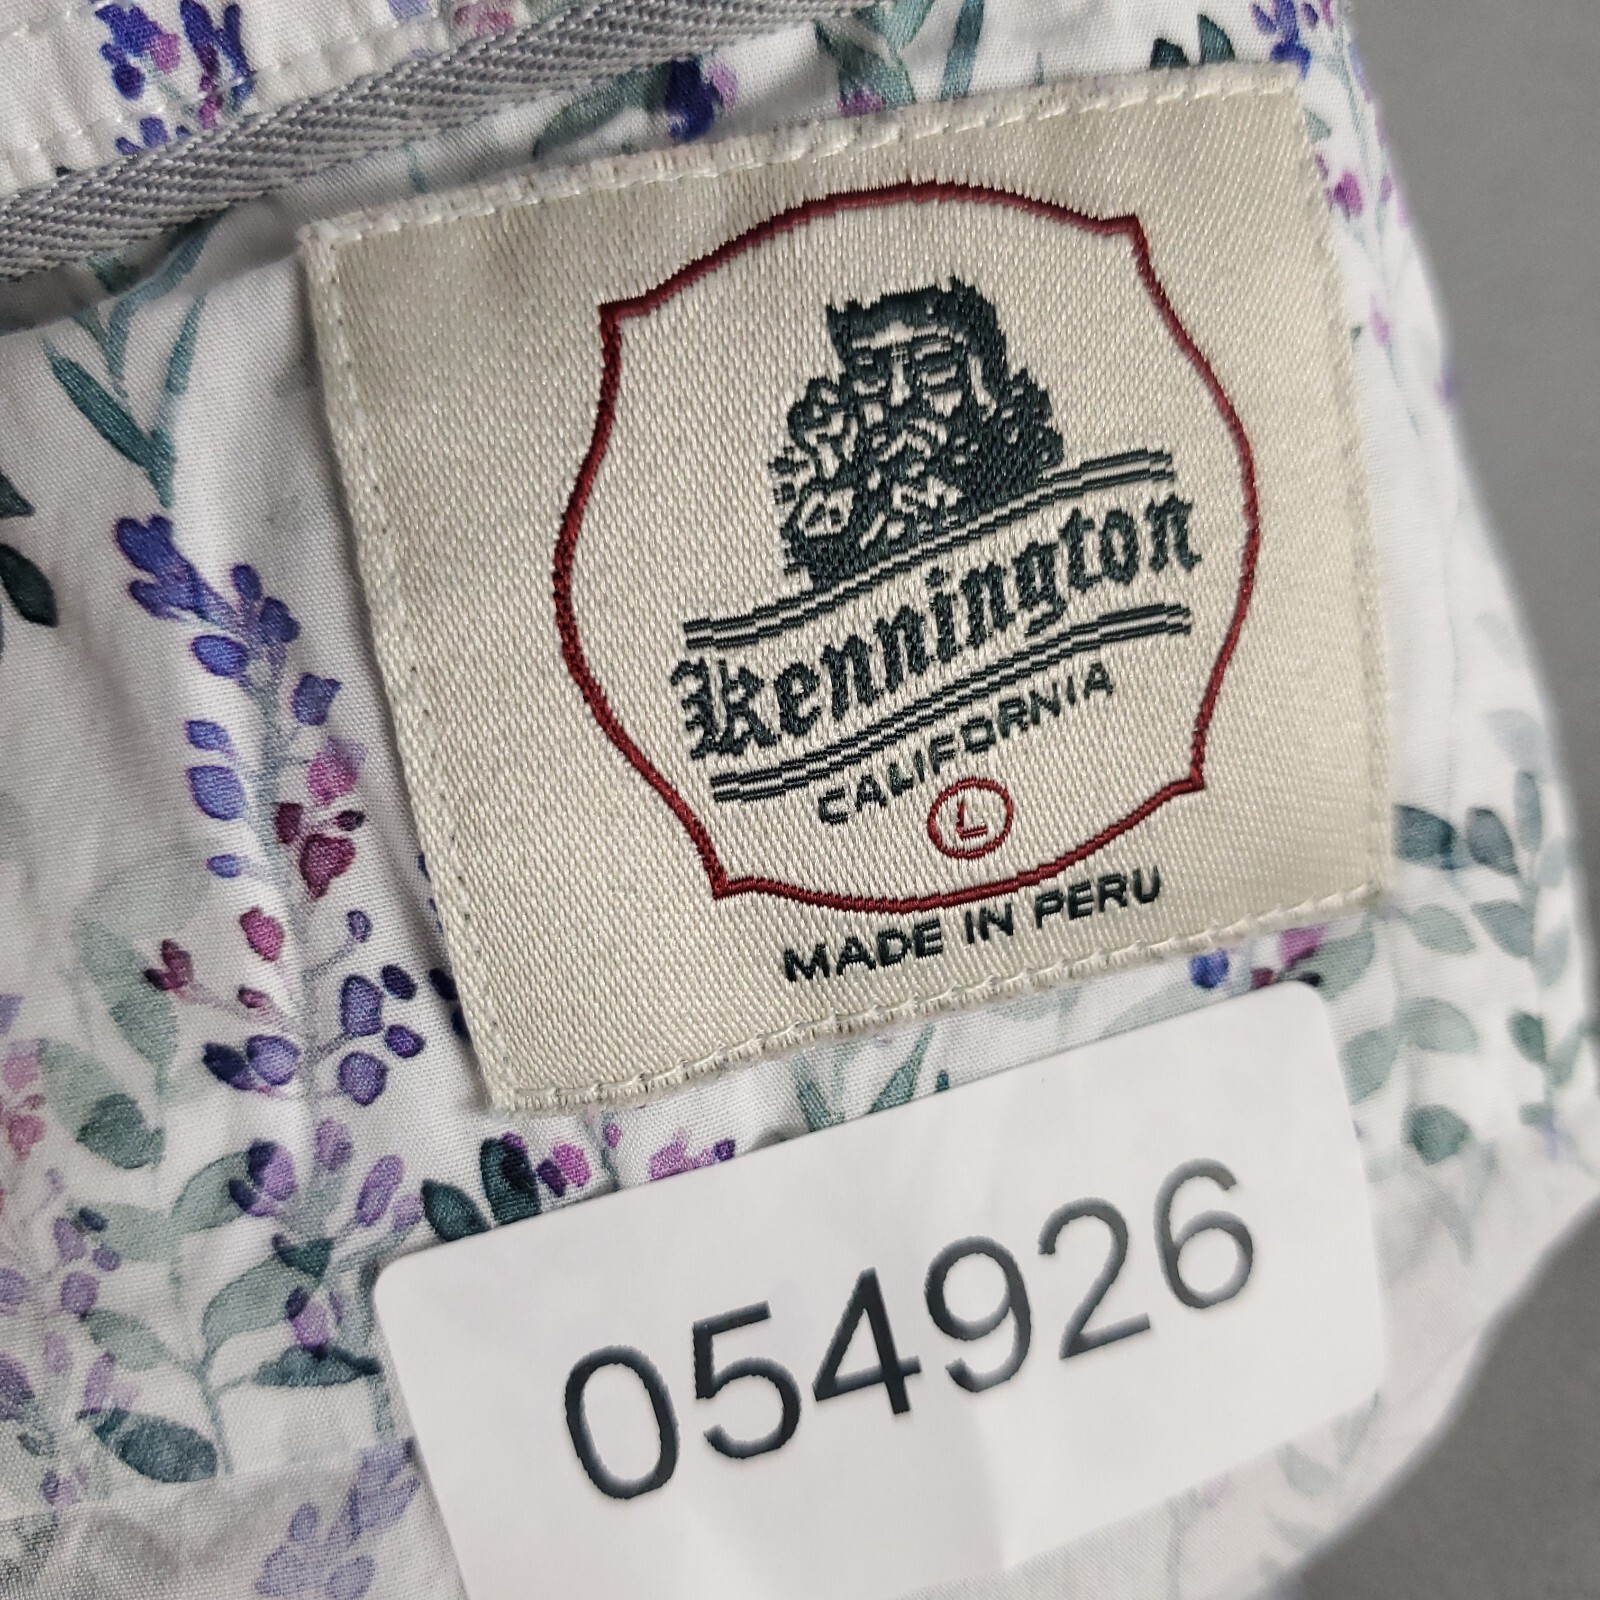 Kennington
CALIFORNIA
L
MADE IN PERU
054926